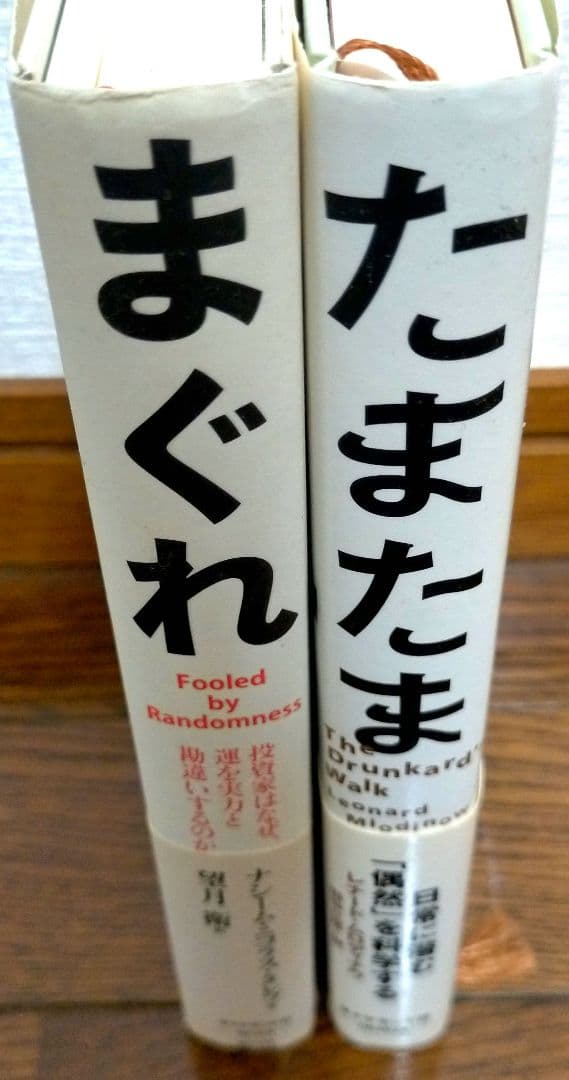 まぐれ
Fooled
by
Randomness
投資家はなぜ、
運を実力と
勘違いするのか
望月 衛
たまたま
The
Drunkard'
Walk
Leonard
Mlodinow
日常に潜む
「偶然」を科学する